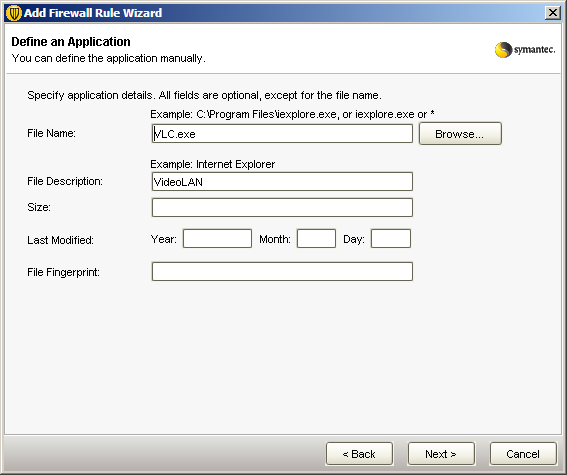 Add Firewall Rule Wizard
Define an Application
You can define the application manually.
symantec.
Specify application details. All fields are optional, except for the file name.
Example: C:\Program Files\iexplore.exe, or iexplore.exe or *
File Name: VLC.exe Browse...
Example: Internet Explorer
File Description: VideoLAN
Size:
Last Modified: Year: Month: Day:
File Fingerprint:
< Back Next > Cancel